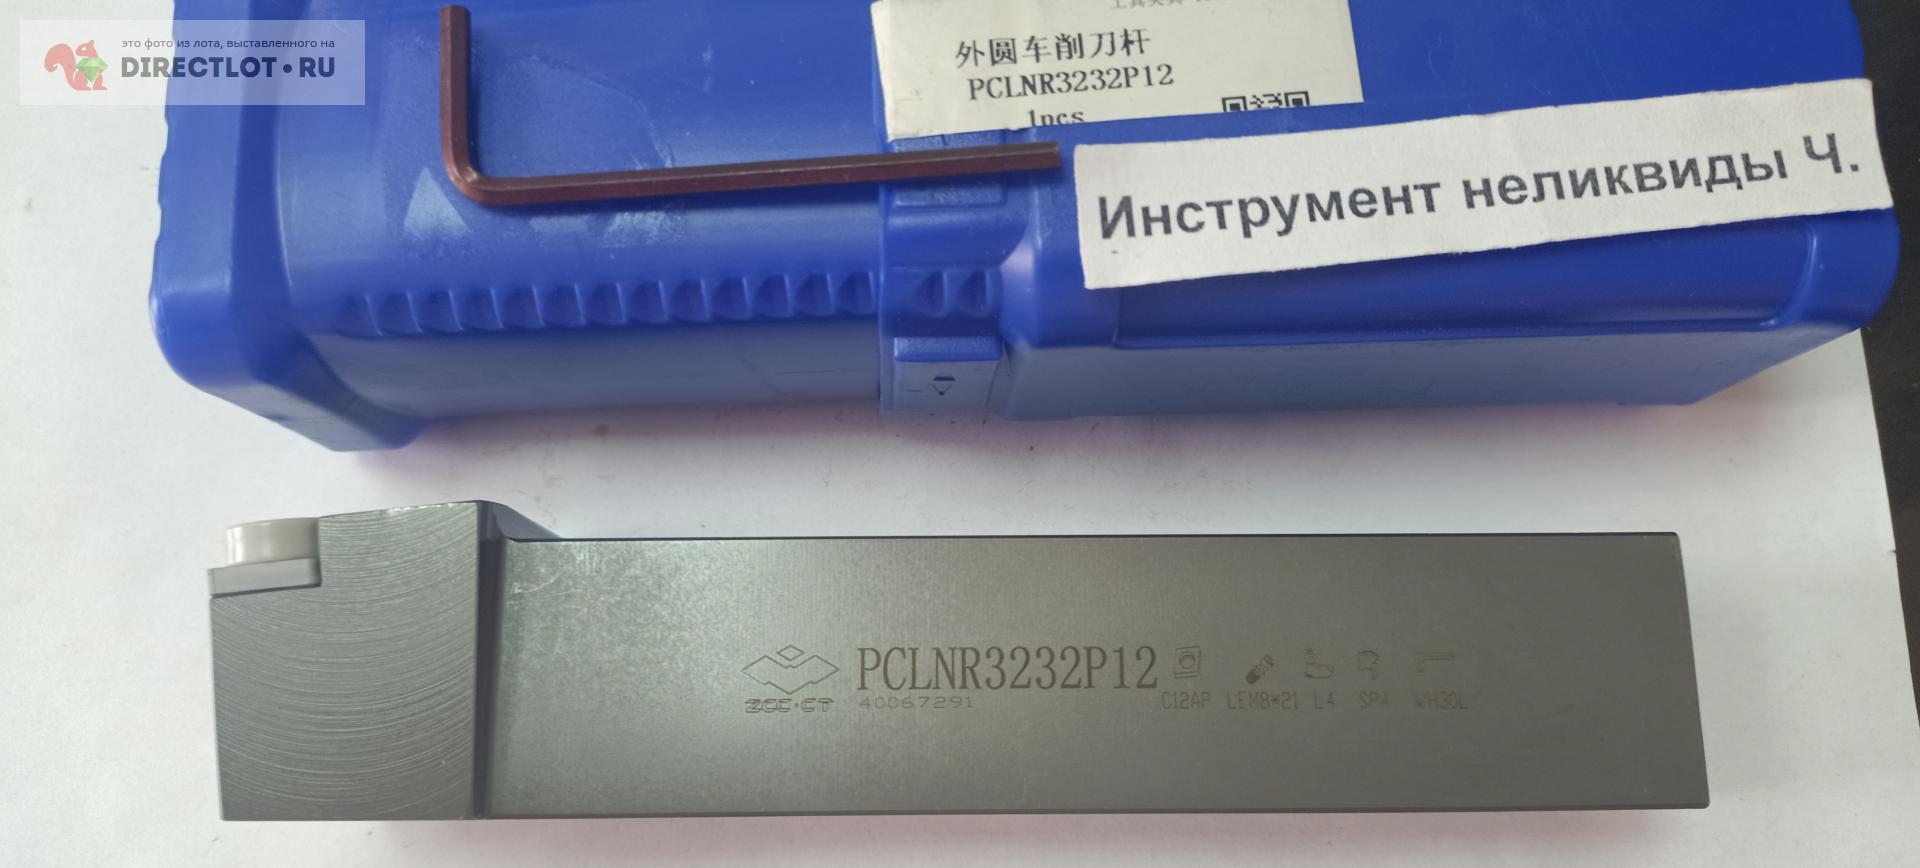 это фото из лота, выставленного на
DIRECTLOT•RU
外圆车削刀杆
PCLNR3232P12
1pcs
Инструмент неликвиды Ч.
PCLNR3232P12
ZCC·CT 40067291
C12AP LEM8*21 L4 SP4 WH30L